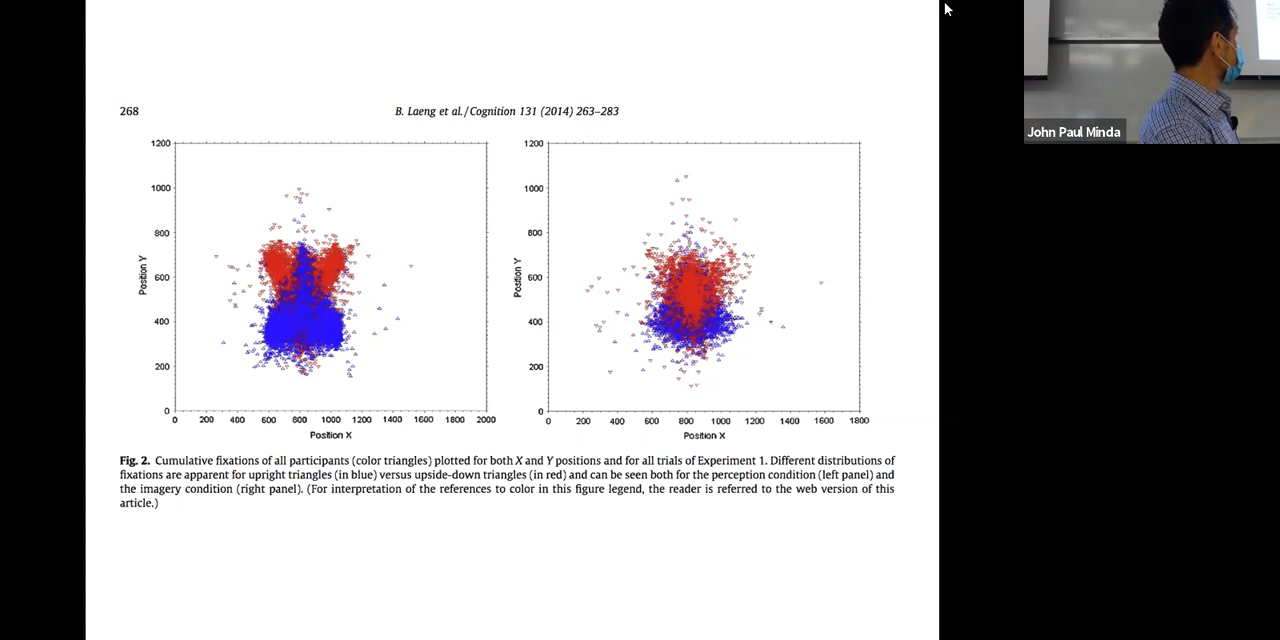 268
B. Laeng et al./Cognition 131 (2014) 263–283
1200
1000
800
600
400
200
0
Position Y
0 200 400 600 800 1000 1200 1400 1600 1800 2000
Position X
1200
1000
800
600
400
200
0
Position Y
0 200 400 600 800 1000 1200 1400 1600 1800
Position X
Fig. 2. Cumulative fixations of all participants (color triangles) plotted for both X and Y positions and for all trials of Experiment 1. Different distributions of
fixations are apparent for upright triangles (in blue) versus upside-down triangles (in red) and can be seen both for the perception condition (left panel) and
the imagery condition (right panel). (For interpretation of the references to color in this figure legend, the reader is referred to the web version of this
article.)
John Paul Minda